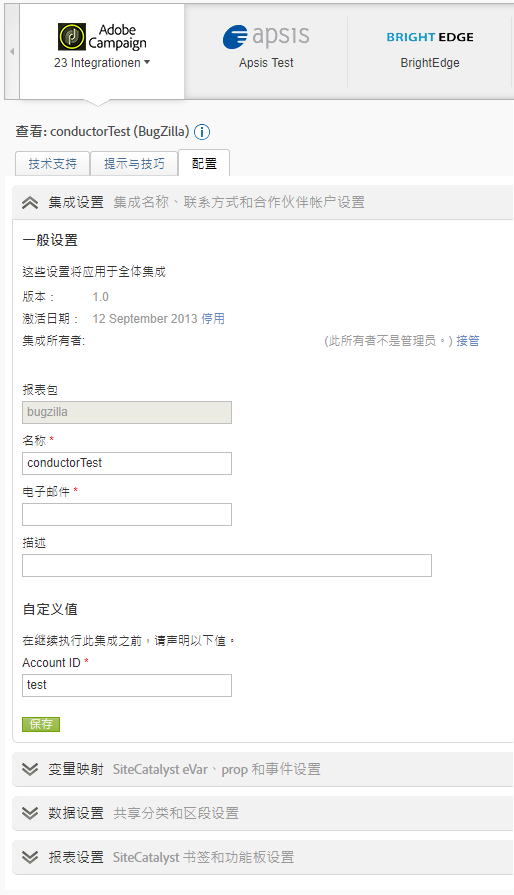 Adobe
Campaign
23 Integrationen
apsis
Apsis Test
BRIGHT EDGE
BrightEdge
查看: conductorTest (BugZilla)
技术支持 提示与技巧 配置
集成设置 集成名称、联系方式和合作伙伴帐户设置
一般设置
这些设置将应用于全体集成
版本： 1.0
激活日期： 12 September 2013 停用
集成所有者: (此所有者不是管理员。) 接管
报表包
bugzilla
名称 *
conductorTest
电子邮件 *
描述
自定义值
在继续执行此集成之前，请声明以下值。
Account ID *
test
保存
变量映射 SiteCatalyst eVar、prop 和事件设置
数据设置 共享分类和区段设置
报表设置 SiteCatalyst 书签和功能板设置